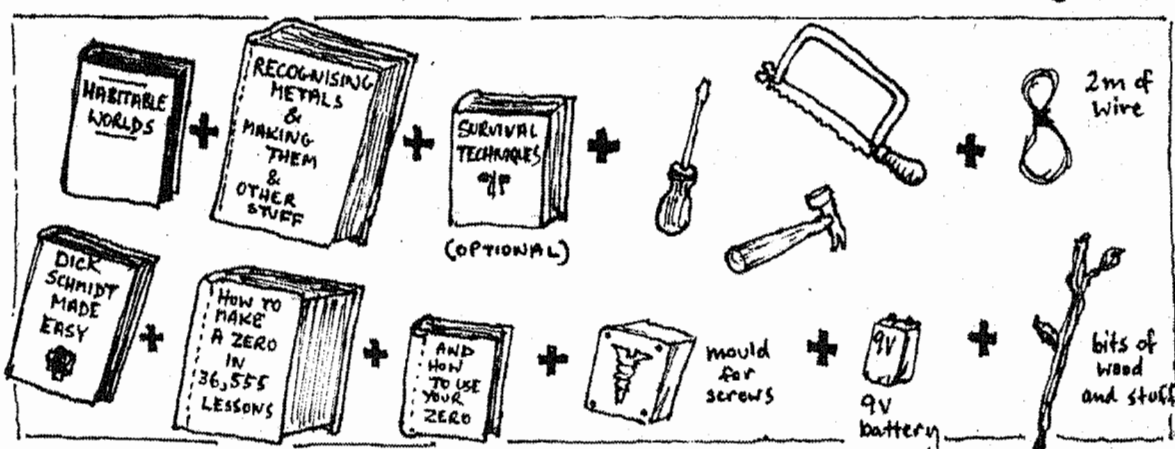 HABITABLE
WORLDS
RECOGNISING
METALS
&
MAKING
THEM
&
OTHER
STUFF
SURVIVAL
TECHNIQUES
(OPTIONAL)
2m of
wire
DICK
SCHMIDT
MADE
EASY
HOW TO
MAKE
A ZERO
IN
36,555
LESSONS
AND
HOW
TO USE
YOUR
ZERO
mould
for
screws
9V
9V
battery
bits of
wood
and stuff